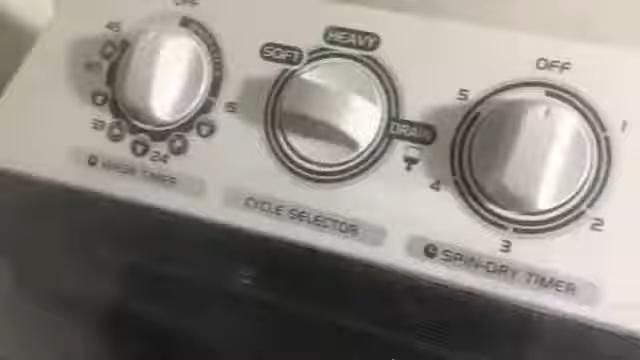 OFF
45
15
24
WASH TIMER
SOFT
HEAVY
DRAIN
CYCLE SELECTOR
OFF
5
1
4
2
3
SPIN-DRY TIMER